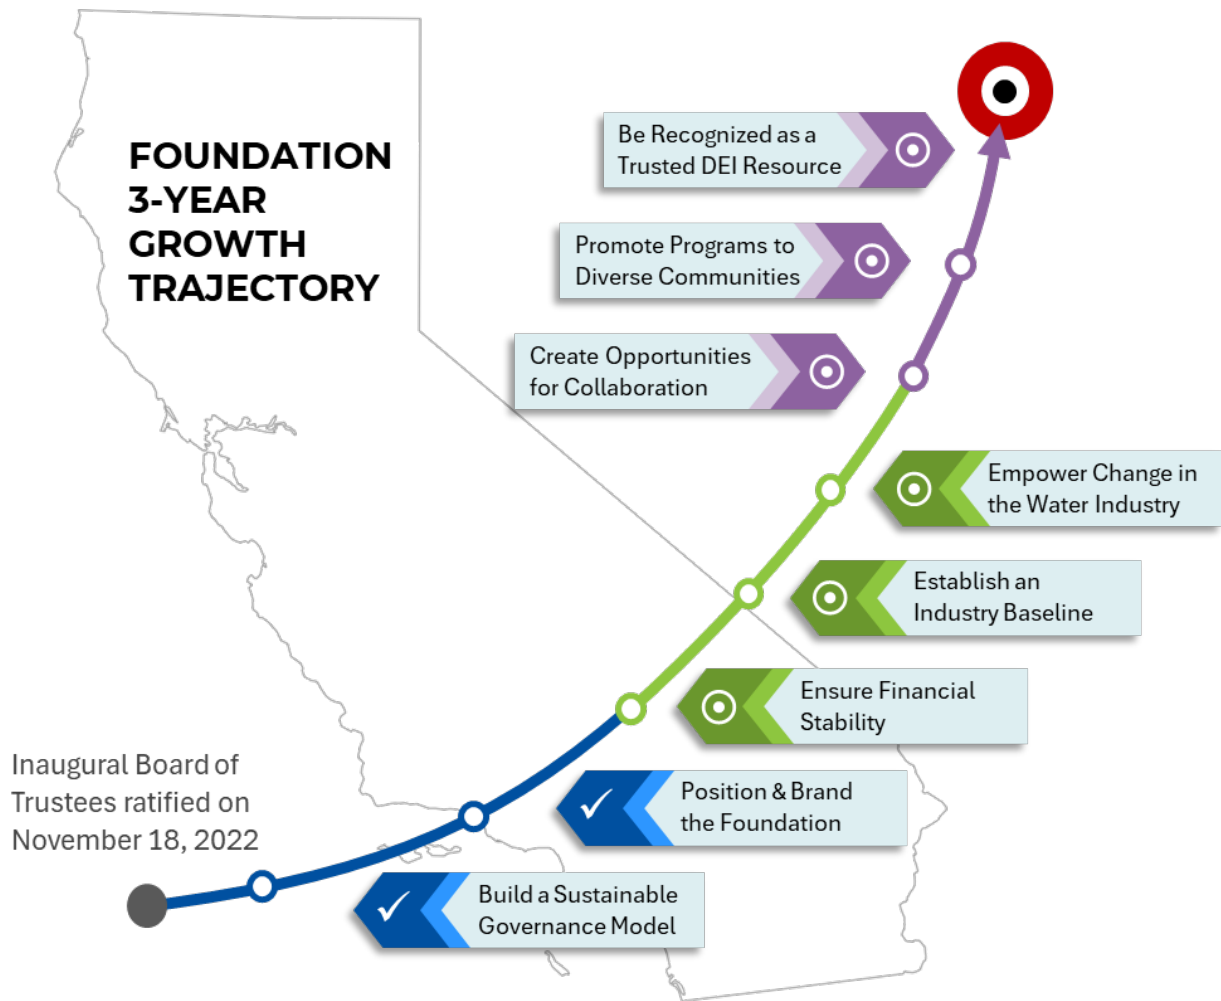 FOUNDATION
3-YEAR
GROWTH
TRAJECTORY
Be Recognized as a
Trusted DEI Resource
Promote Programs to
Diverse Communities
Create Opportunities
for Collaboration
Empower Change in
the Water Industry
Establish an
Industry Baseline
Ensure Financial
Stability
Position & Brand
the Foundation
Build a Sustainable
Governance Model
Inaugural Board of
Trustees ratified on
November 18, 2022